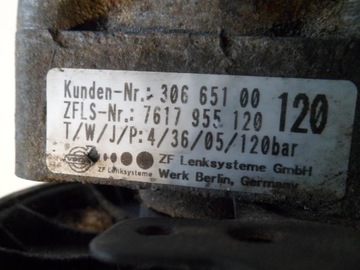 Kunden-Nr.: 306 651 00
ZFLS-Nr.: 7617 955 120
120
T/W/J/P:4/36/05/120bar
ZF Lenksysteme GmbH
ZF Lenksysteme
Werk Berlin, Germany